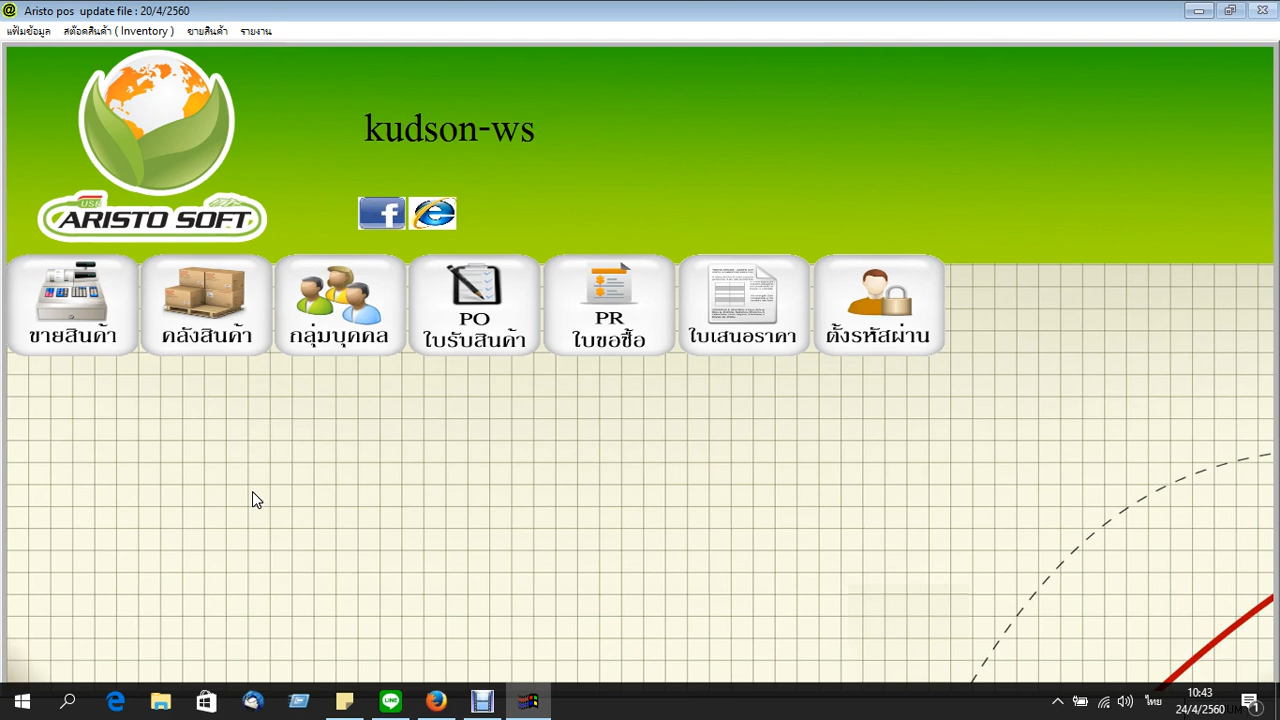 Aristo pos update file : 20/4/2560
แฟ้มข้อมูล สต๊อตสินค้า ( Inventory ) ขายสินค้า รายงาน
kudson-ws
USB
ARISTO SOFT
ขายสินค้า
คลังสินค้า
กลุ่มบุคคล
PO
ใบรับสินค้า
PR
ใบขอซื้อ
ใบเสนอราคา
ตั้งรหัสผ่าน
LINE
ไทย
10:43
24/4/2560